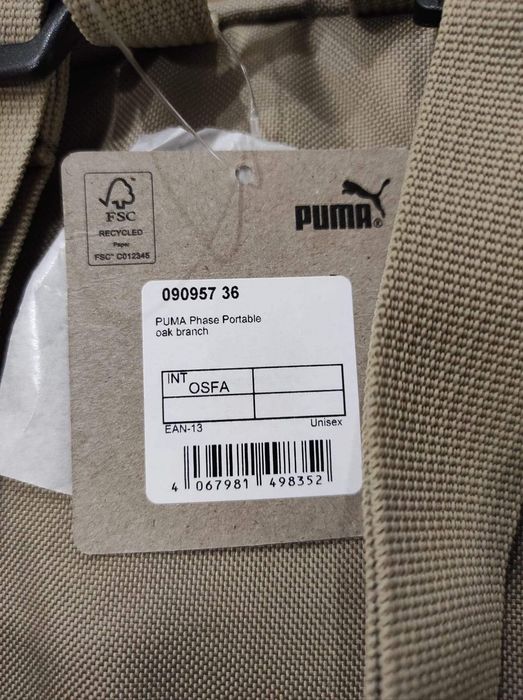 FSC
RECYCLED
Paper
FSC® C012345
PUMA®
090957 36
PUMA Phase Portable
oak branch
INT
OSFA
EAN-13
Unisex
4 067981 498352